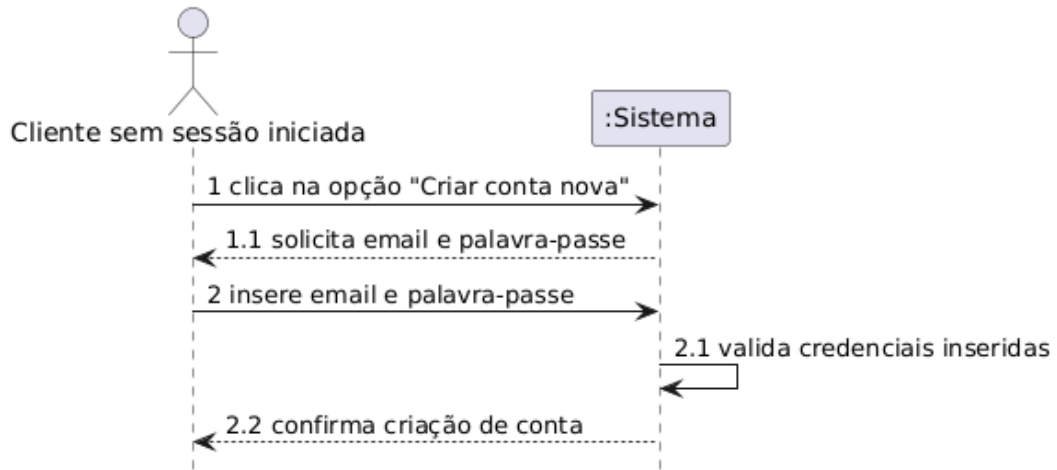 Cliente sem sessão iniciada
:Sistema
1 clica na opção "Criar conta nova"
1.1 solicita email e palavra-passe
2 insere email e palavra-passe
2.1 valida credenciais inseridas
2.2 confirma criação de conta